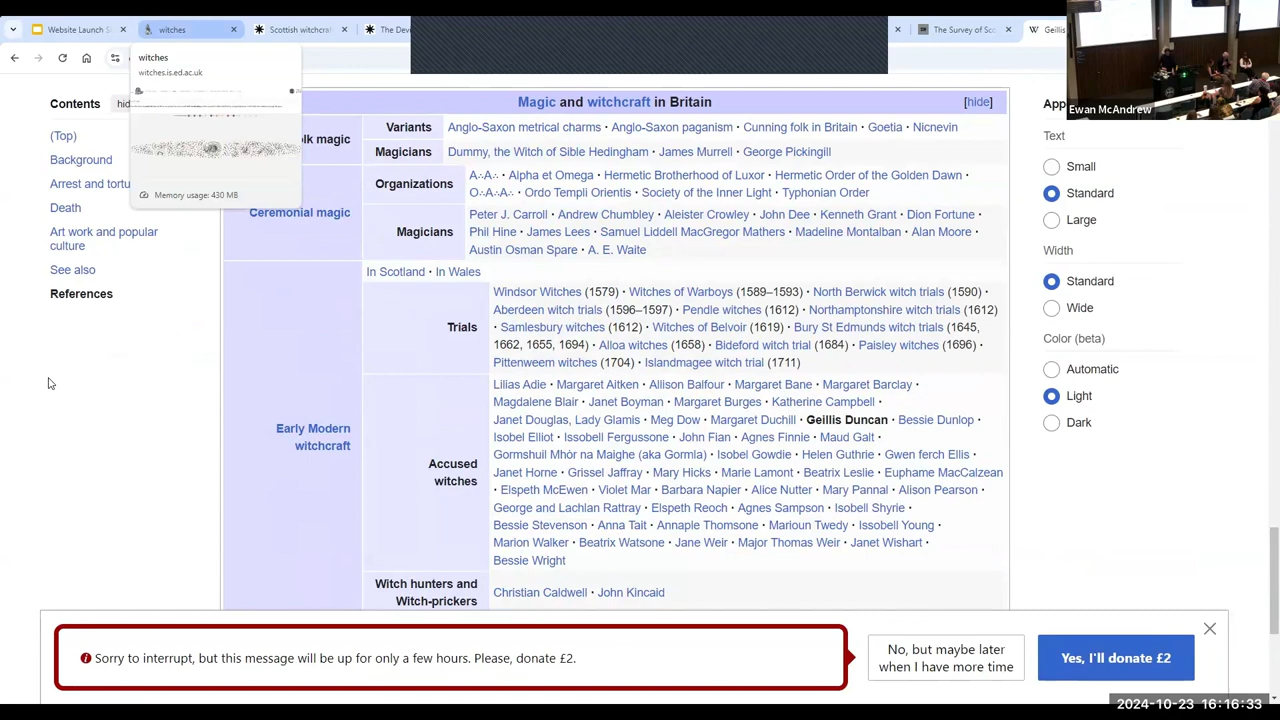 Website Launch S
witches
Scottish witchcraf
The Dev
The Survey of Sco
Geillis
witches
witches.is.ed.ac.uk
Memory usage: 430 MB
Ewan McAndrew
Contents
hid
(Top)
Background
Arrest and tortu
Death
Art work and popular
culture
See also
References
Magic and witchcraft in Britain
[hide]
olk magic
Variants
Anglo-Saxon metrical charms · Anglo-Saxon paganism · Cunning folk in Britain · Goetia · Nicnevin
Magicians
Dummy, the Witch of Sible Hedingham · James Murrell · George Pickingill
Ceremonial magic
Organizations
A∴A∴ · Alpha et Omega · Hermetic Brotherhood of Luxor · Hermetic Order of the Golden Dawn ·
O∴A∴A∴ · Ordo Templi Orientis · Society of the Inner Light · Typhonian Order
Magicians
Peter J. Carroll · Andrew Chumbley · Aleister Crowley · John Dee · Kenneth Grant · Dion Fortune ·
Phil Hine · James Lees · Samuel Liddell MacGregor Mathers · Madeline Montalban · Alan Moore ·
Austin Osman Spare · A. E. Waite
Early Modern
witchcraft
In Scotland · In Wales
Trials
Windsor Witches (1579) · Witches of Warboys (1589–1593) · North Berwick witch trials (1590) ·
Aberdeen witch trials (1596–1597) · Pendle witches (1612) · Northamptonshire witch trials (1612)
· Samlesbury witches (1612) · Witches of Belvoir (1619) · Bury St Edmunds witch trials (1645,
1662, 1655, 1694) · Alloa witches (1658) · Bideford witch trial (1684) · Paisley witches (1696) ·
Pittenweem witches (1704) · Islandmagee witch trial (1711)
Accused
witches
Lilias Adie · Margaret Aitken · Allison Balfour · Margaret Bane · Margaret Barclay ·
Magdalene Blair · Janet Boyman · Margaret Burges · Katherine Campbell ·
Janet Douglas, Lady Glamis · Meg Dow · Margaret Duchill · Geillis Duncan · Bessie Dunlop ·
Isobel Elliot · Issobell Fergussone · John Fian · Agnes Finnie · Maud Galt ·
Gormshuil Mhòr na Maighe (aka Gormla) · Isobel Gowdie · Helen Guthrie · Gwen ferch Ellis ·
Janet Horne · Grissel Jaffray · Mary Hicks · Marie Lamont · Beatrix Leslie · Euphame MacCalzean
· Elspeth McEwen · Violet Mar · Barbara Napier · Alice Nutter · Mary Pannal · Alison Pearson ·
George and Lachlan Rattray · Elspeth Reoch · Agnes Sampson · Isobell Shyrie ·
Bessie Stevenson · Anna Tait · Annaple Thomsone · Marioun Twedy · Issobell Young ·
Marion Walker · Beatrix Watsone · Jane Weir · Major Thomas Weir · Janet Wishart ·
Bessie Wright
Witch hunters and
Witch-prickers
Christian Caldwell · John Kincaid
App
Text
Small
Standard
Large
Width
Standard
Wide
Color (beta)
Automatic
Light
Dark
Sorry to interrupt, but this message will be up for only a few hours. Please, donate £2.
No, but maybe later
when I have more time
Yes, I'll donate £2
2024-10-23 16:16:33